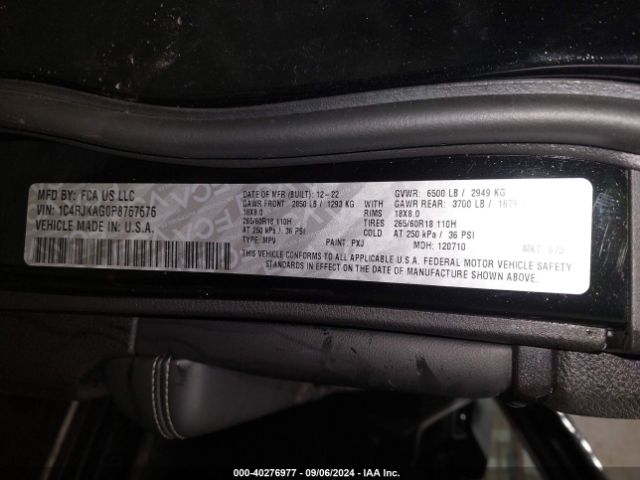 MFD BY: FCA US LLC
VIN: 1C4RJKAG0P8767676
VEHICLE MADE IN: U.S.A.
DATE OF MFR (BUILT): 12-22 GVWR: 6500 LB / 2949 KG
GAWR FRONT: 2850 LB / 1293 KG WITH GAWR REAR: 3700 LB /
18X8.0 RIMS 18X8.0
265/60R18 110H TIRES 265/60R18 110H
AT 250 kPa / 36 PSI COLD AT 250 kPa / 36 PSI
TYPE: MPV PAINT: PXJ MDH: 120710 MKT:
THIS VEHICLE CONFORMS TO ALL APPLICABLE U.S.A. FEDERAL MOTOR VEHICLE SAFETY
STANDARDS IN EFFECT ON THE DATE OF MANUFACTURE SHOWN ABOVE.
000-40276977 - 09/06/2024 - IAA Inc.